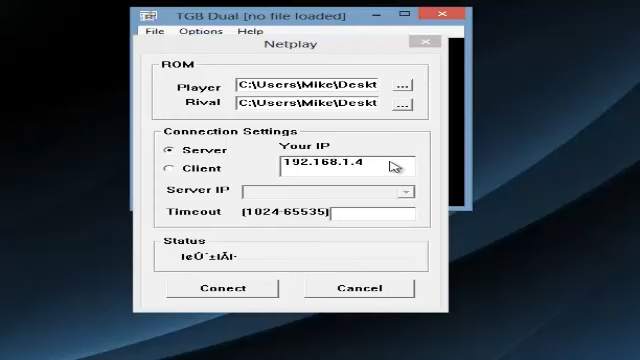 TGB Dual [no file loaded]
File Options Help
Netplay
ROM
Player C:\Users\Mike\Deskt ...
Rival C:\Users\Mike\Deskt ...
Connection Settings
Server
Client
Your IP
192.168.1.4
Server IP
Timeout (1024-65535)
Status
Conect Cancel